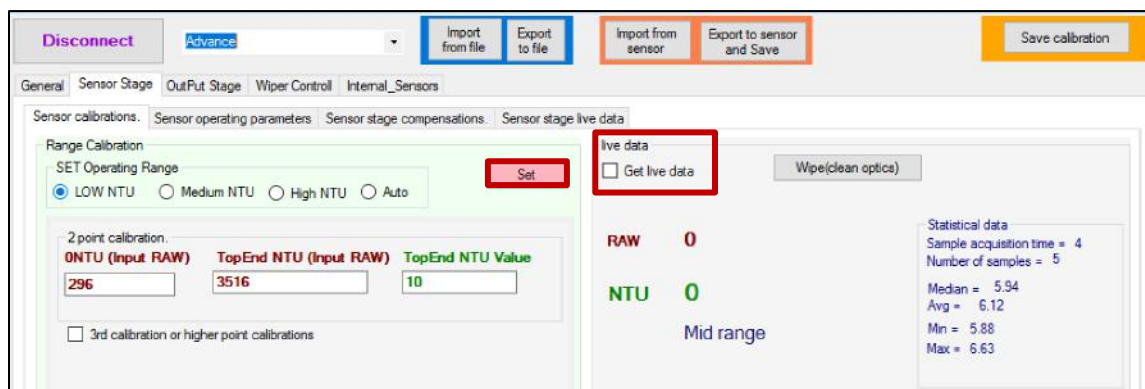 Disconnect
Advance
Import from file
Export to file
Import from sensor
Export to sensor and Save
Save calibration
General Sensor Stage OutPut Stage Wiper Controll Internal_Sensors
Sensor calibrations. Sensor operating parameters Sensor stage compensations. Sensor stage live data
Range Calibration
SET Operating Range
LOW NTU Medium NTU High NTU Auto
Set
2 point calibration.
0NTU (Input RAW) TopEnd NTU (Input RAW) TopEnd NTU Value
296 3516 10
3rd calibration or higher point calibrations
live data
Get live data
Wipe(clean optics)
RAW 0
NTU 0
Mid range
Statistical data
Sample acquisition time = 4
Number of samples = 5
Median = 5.94
Avg = 6.12
Min = 5.88
Max = 6.63